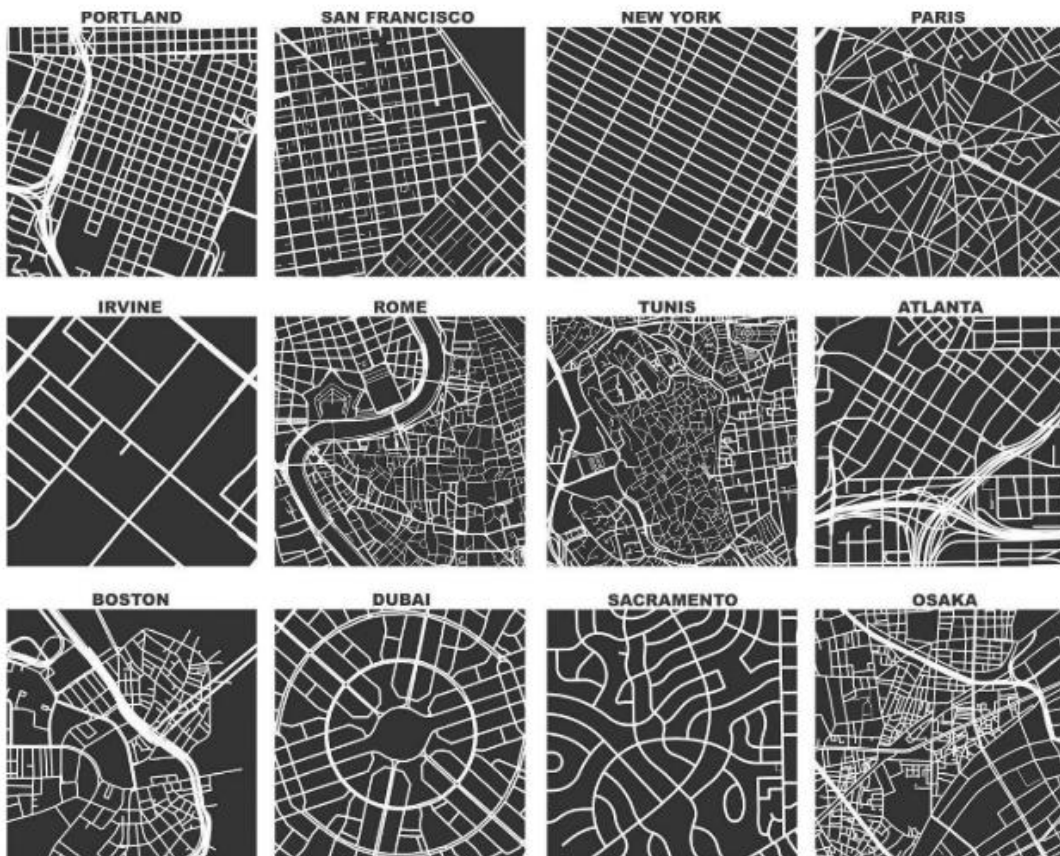 PORTLAND
SAN FRANCISCO
NEW YORK
PARIS
IRVINE
ROME
TUNIS
ATLANTA
BOSTON
DUBAI
SACRAMENTO
OSAKA